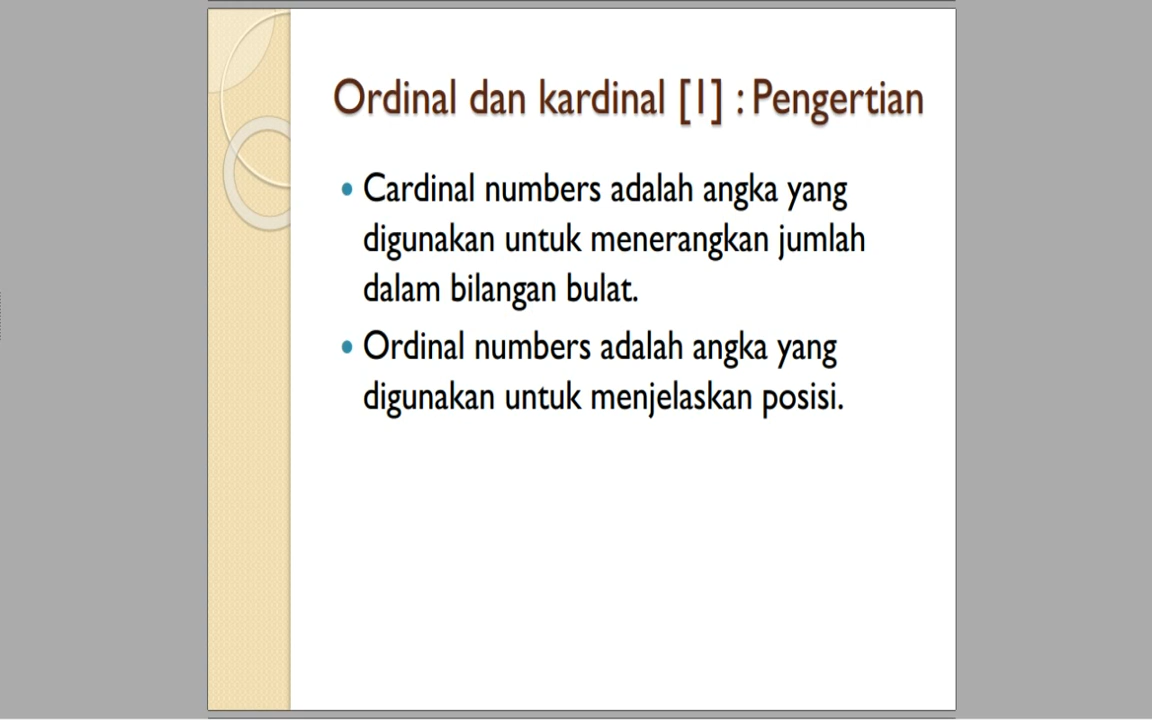 Ordinal dan kardinal [1] : Pengertian
• Cardinal numbers adalah angka yang
digunakan untuk menerangkan jumlah
dalam bilangan bulat.
• Ordinal numbers adalah angka yang
digunakan untuk menjelaskan posisi.